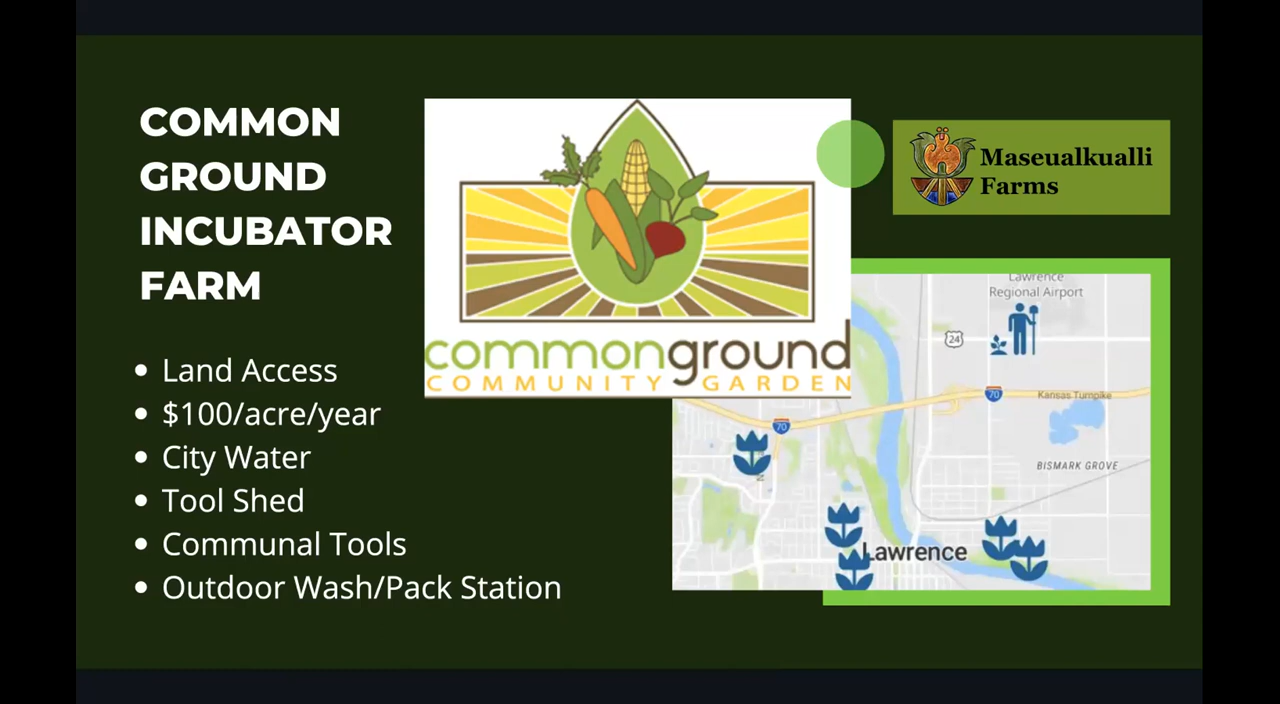 COMMON
GROUND
INCUBATOR
FARM
Land Access
$100/acre/year
City Water
Tool Shed
Communal Tools
Outdoor Wash/Pack Station
commonground
COMMUNITY GARDEN
Maseualkualli
Farms
Lawrence
Regional Airport
24
70
Kansas Turnpike
70
BISMARK GROVE
Lawrence